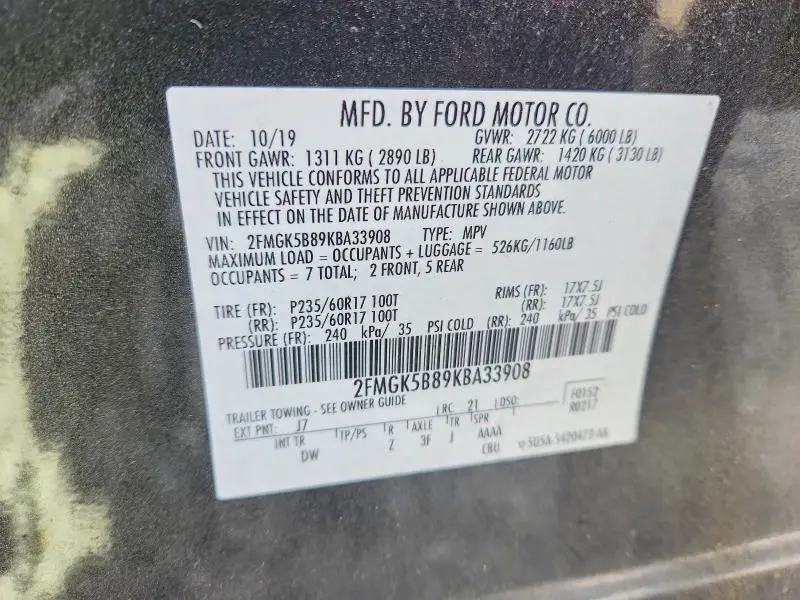 MFD. BY FORD MOTOR CO.
DATE: 10/19 GVWR: 2722 KG ( 6000 LB)
FRONT GAWR: 1311 KG ( 2890 LB) REAR GAWR: 1420 KG ( 3130 LB)
THIS VEHICLE CONFORMS TO ALL APPLICABLE FEDERAL MOTOR
VEHICLE SAFETY AND THEFT PREVENTION STANDARDS
IN EFFECT ON THE DATE OF MANUFACTURE SHOWN ABOVE.
VIN: 2FMGK5B89KBA33908 TYPE: MPV
MAXIMUM LOAD = OCCUPANTS + LUGGAGE = 526KG/1160LB
OCCUPANTS = 7 TOTAL; 2 FRONT, 5 REAR
TIRE (FR): P235/60R17 100T RIMS (FR): 17X7.5J
(RR): P235/60R17 100T (RR): 17X7.5J
PRESSURE (FR): 240 kPa/ 35 PSI COLD (RR): 240 kPa/ 35 PSI COLD
2FMGK5B89KBA33908
TRAILER TOWING - SEE OWNER GUIDE
F0152
R0217
EXT PNT: J7 RC: 21 DSO:
INT TR TP/PS R AXLE TR SPR
DW Z 3F J AAAA
CBU